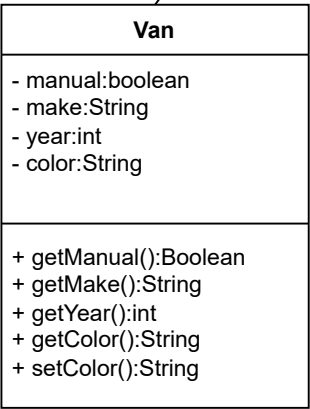 Van
- manual:boolean
- make:String
- year:int
- color:String
+ getManual():Boolean
+ getMake():String
+ getYear():int
+ getColor():String
+ setColor():String